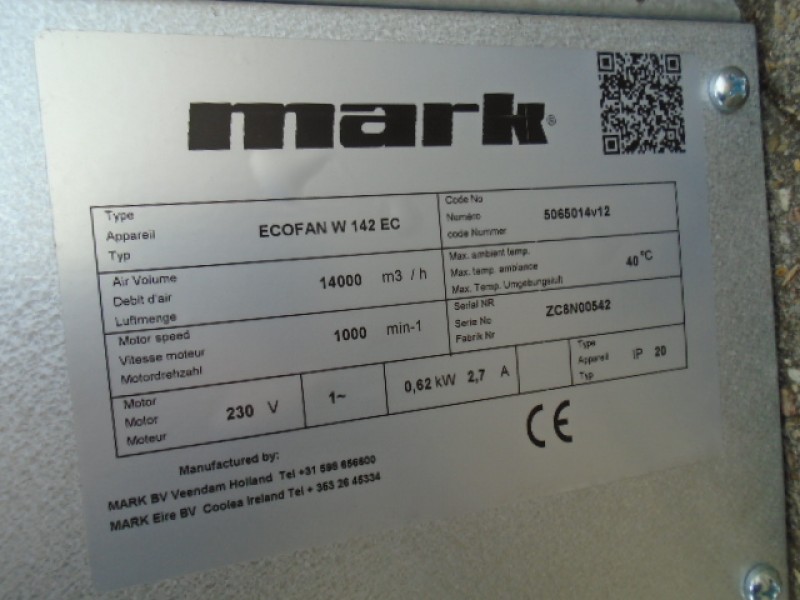 mark®
Type
Appareil
Typ
ECOFAN W 142 EC
Code No
Numéro
code Nummer
5065014v12
Air Volume
Debit d'air
Luftmenge
14000 m3 / h
Max. ambient temp.
Max. temp. ambiance
Max. Temp. Umgebungsluft
40 °C
Motor speed
Vitesse moteur
Motordrehzahl
1000 min-1
Serial NR
Serie No
Fabrik Nr
ZC8N00542
Motor
Motor
Moteur
230 V
1~
0,62 kW 2,7 A
Type
Appareil
Typ
IP 20
CE
Manufactured by:
MARK BV Veendam Holland Tel +31 598 656600
MARK Eire BV Coolea Ireland Tel + 353 26 45334